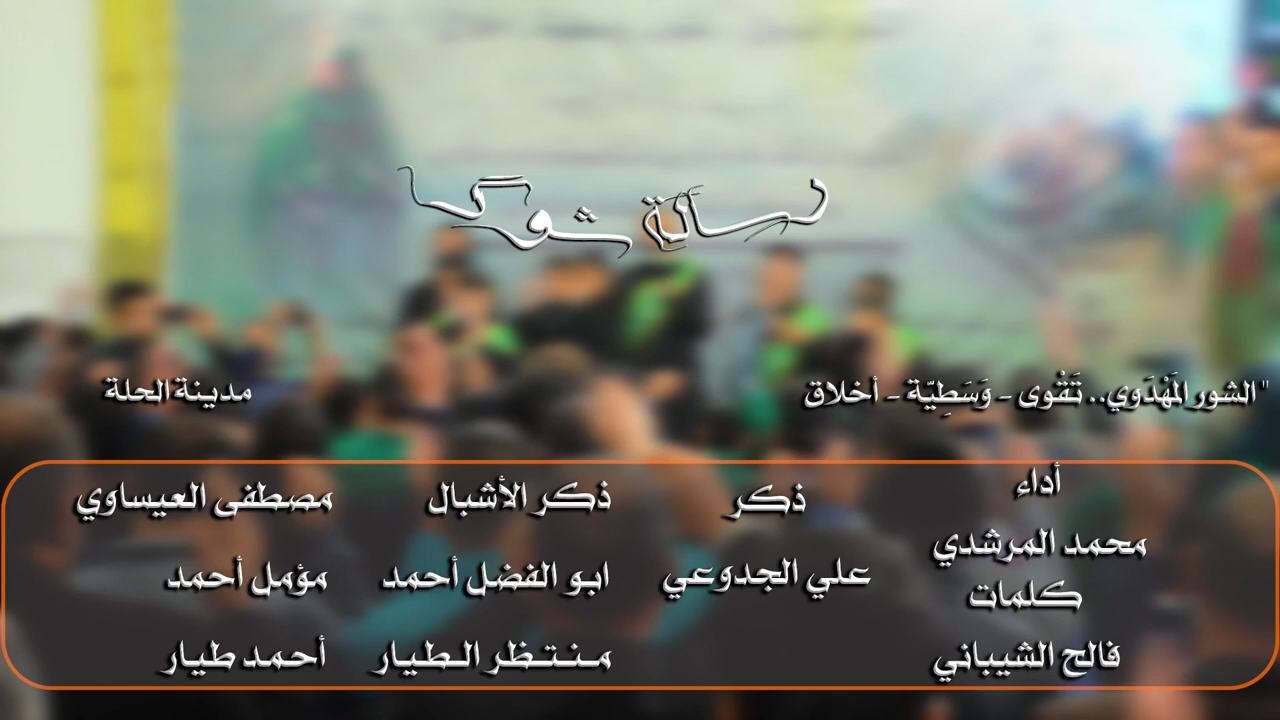 رسالة شوگ
" الشور المَهْدَوي.. تَقْوى - وَسَطِيّة - أخلاق
مدينة الحلة
أداء
محمد المرشدي
كلمات
فالح الشيباني
ذكر
علي الجدوعي
ذكر الأشبال
ابو الفضل أحمد
منتظر الطيار
مصطفى العيساوي
مؤمل أحمد
أحمد طيار